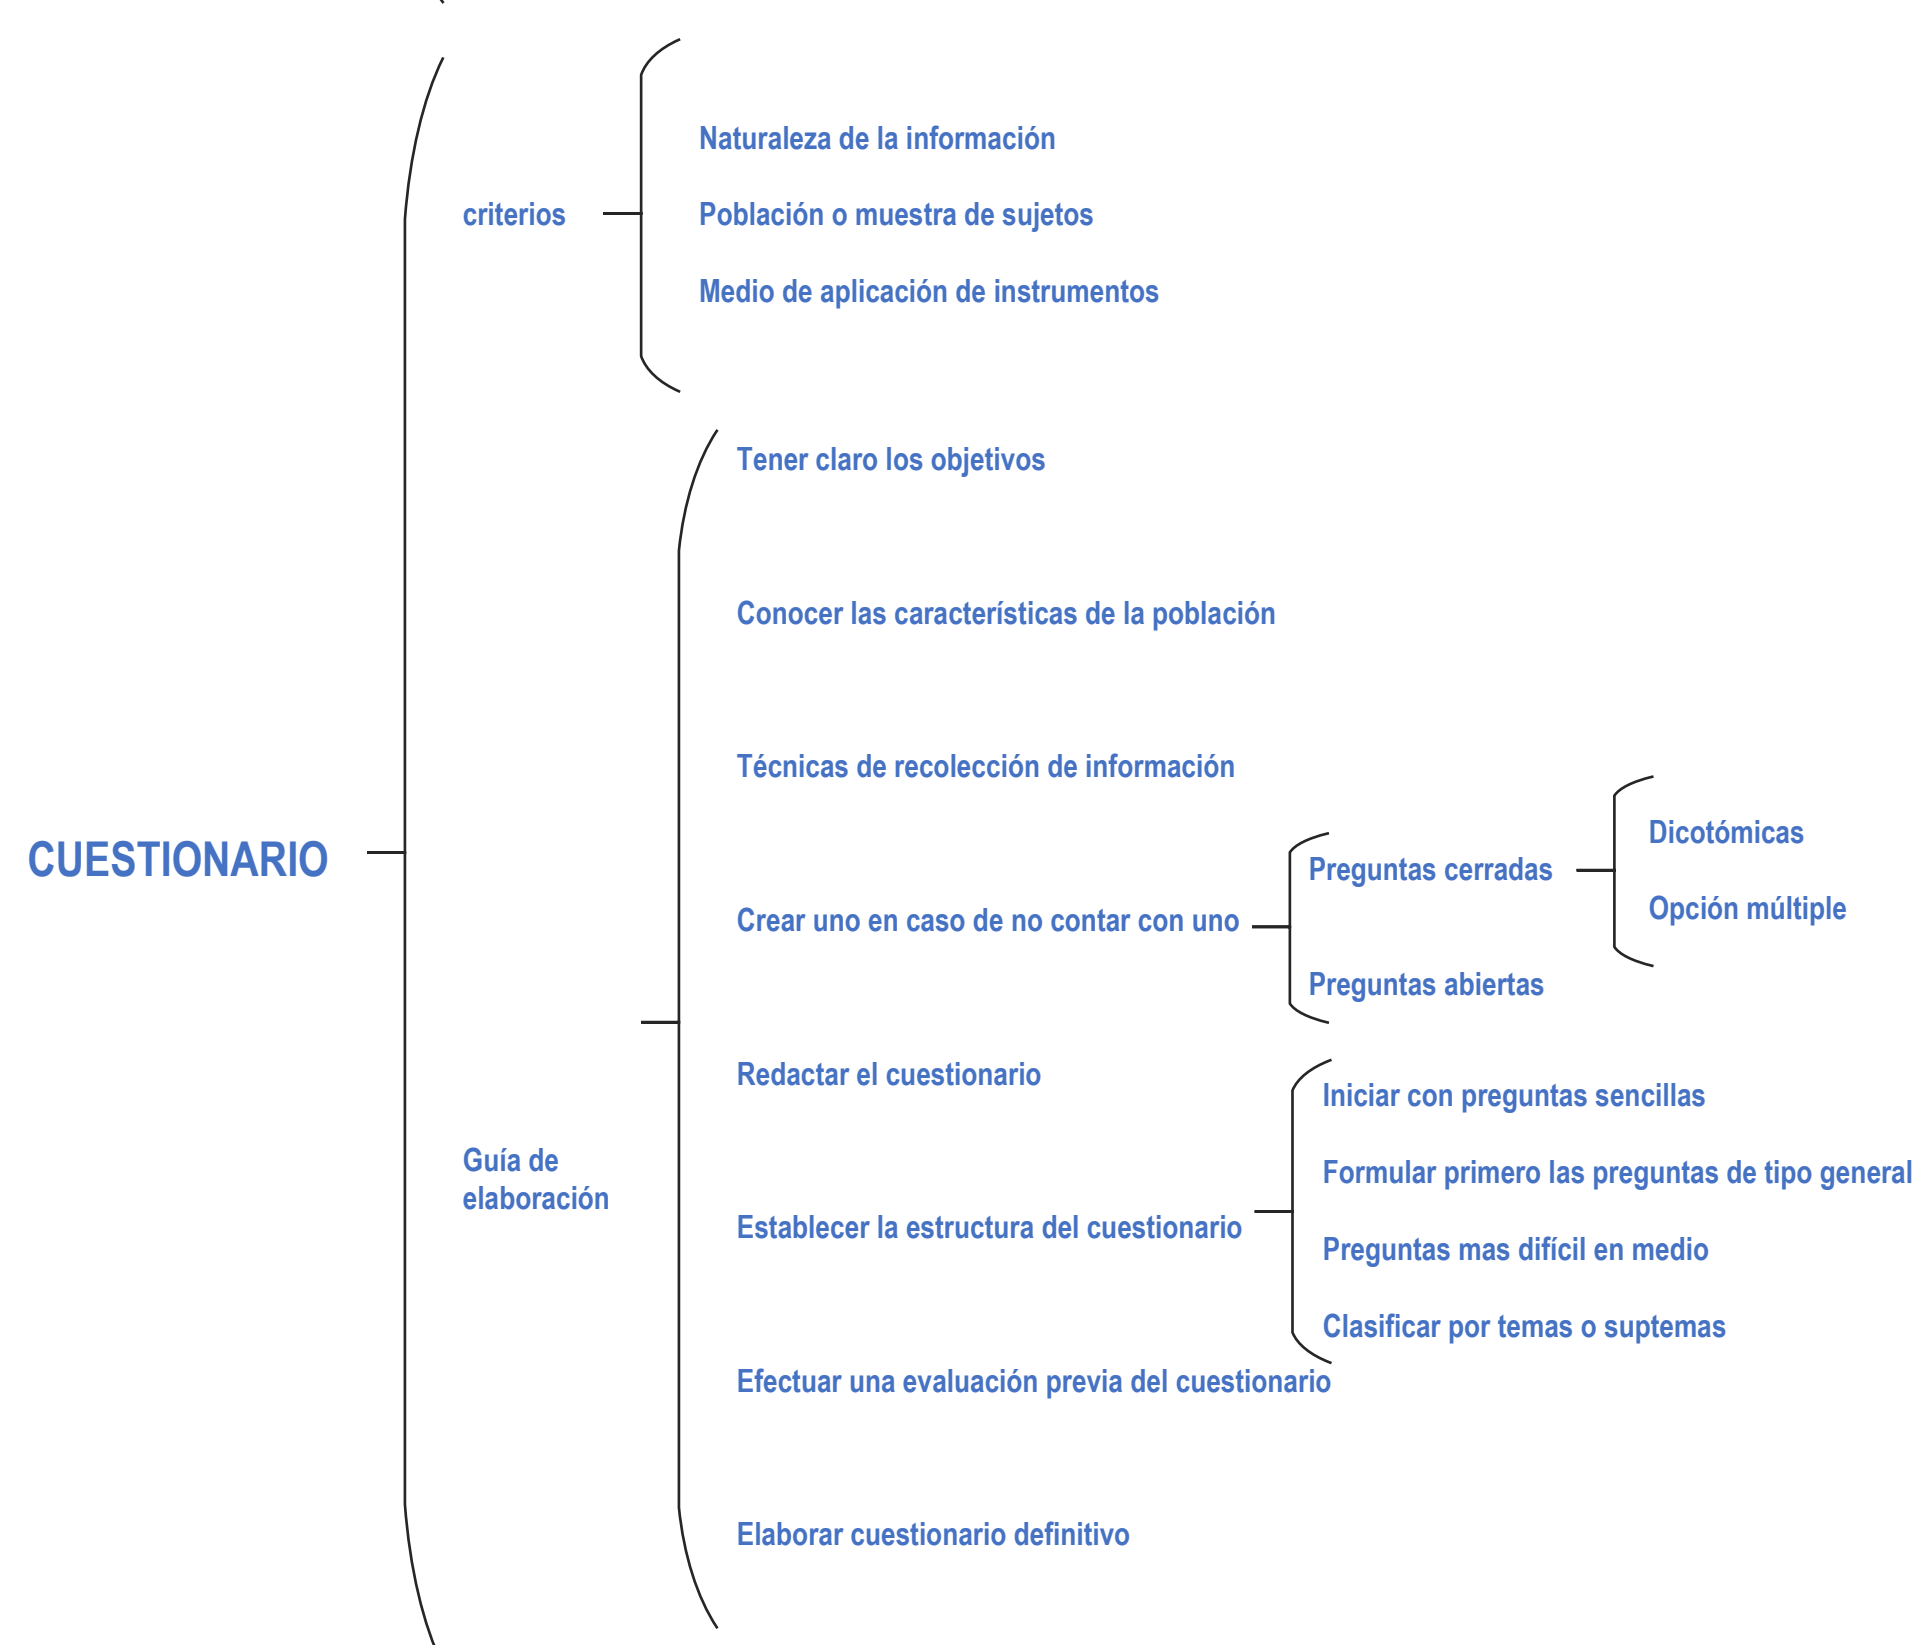 CUESTIONARIO
criterios
Naturaleza de la información
Población o muestra de sujetos
Medio de aplicación de instrumentos
Guía de
elaboración
Tener claro los objetivos
Conocer las características de la población
Técnicas de recolección de información
Crear uno en caso de no contar con uno
Preguntas cerradas
Dicotómicas
Opción múltiple
Preguntas abiertas
Redactar el cuestionario
Establecer la estructura del cuestionario
Iniciar con preguntas sencillas
Formular primero las preguntas de tipo general
Preguntas mas difícil en medio
Clasificar por temas o suptemas
Efectuar una evaluación previa del cuestionario
Elaborar cuestionario definitivo